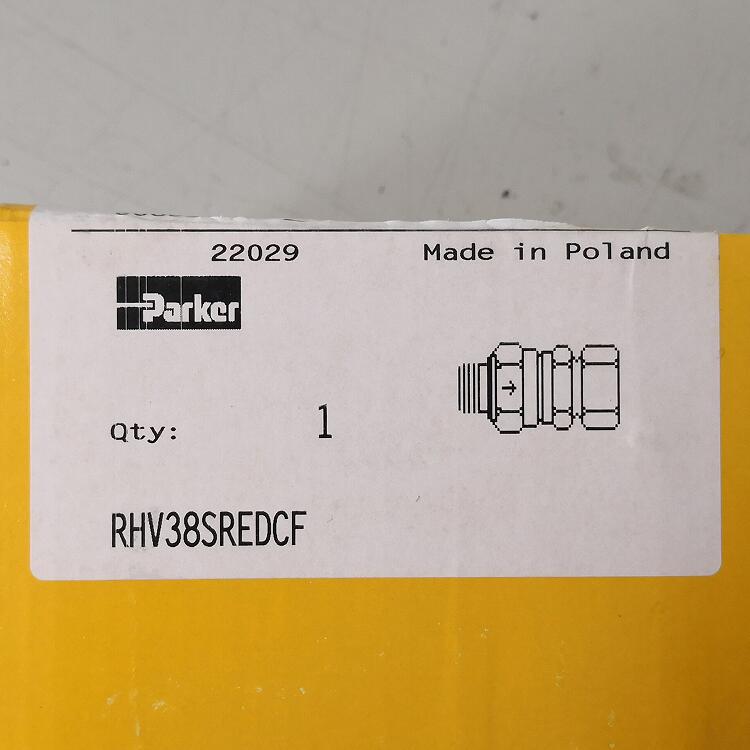 22029 Made in Poland
Parker
Qty: 1
RHV38SREDCF